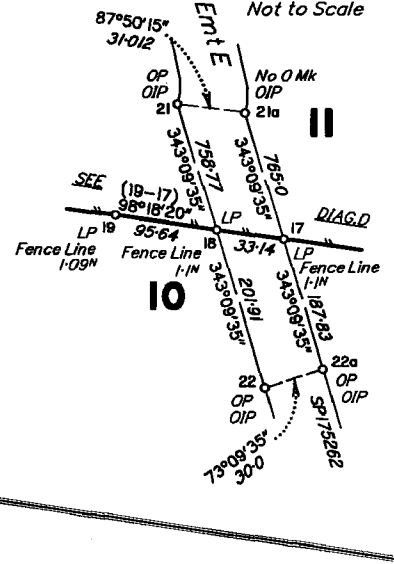 Not to Scale
87°50'15"
31·012
Emt E
OP
OIP
21
No O Mk
OIP
21a
11
758·77
343°09'35"
765·0
343°09'35"
SEE
(19-17)
98°18'20"
DIAG.D
LP
17
LP 19
95·64
18
33·14
LP
Fence Line
1·09N
Fence Line
1·1N
Fence Line
1·1N
10
201·91
343°09'35"
187·83
343°09'35"
22
OP
OIP
22a
OP
OIP
SP175262
73°09'35"
30·0